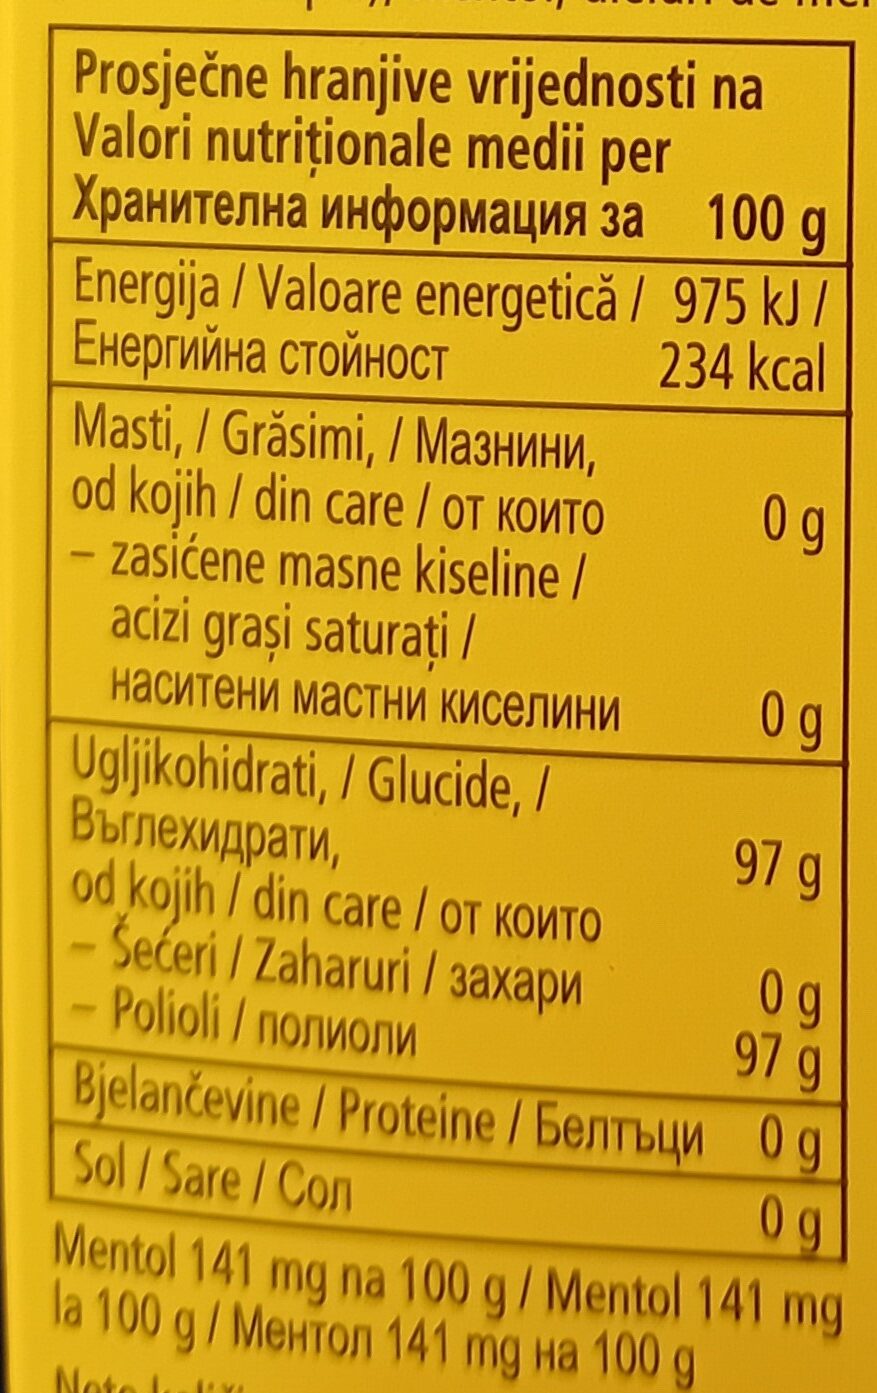 Prosječne hranjive vrijednosti na
Valori nutriționale medii per
Хранителна информация за 100 g
Energija / Valoare energetică / 975 kJ /
Енергийна стойност 234 kcal
Masti, / Grăsimi, / Мазнини,
od kojih / din care / от които 0 g
– zasićene masne kiseline /
acizi grași saturați /
наситени мастни киселини 0 g
Ugljikohidrati, / Glucide, /
Въглехидрати, 97 g
od kojih / din care / от които
– Šećeri / Zaharuri / захари 0 g
– Polioli / полиоли 97 g
Bjelančevine / Proteine / Белтъци 0 g
Sol / Sare / Сол 0 g
Mentol 141 mg na 100 g / Mentol 141 mg
la 100 g / Ментол 141 mg на 100 g